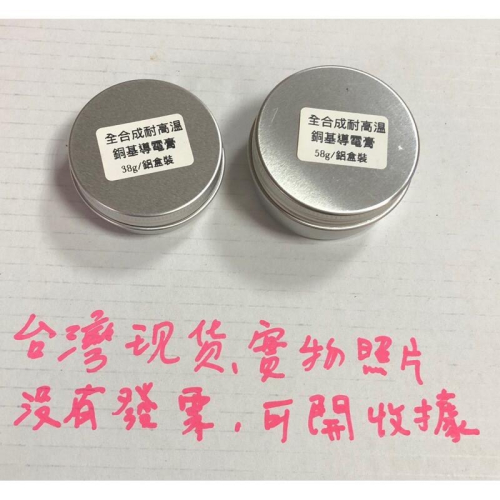 全合成耐高溫
銅基導電膏
38g/鋁盒裝
全合成耐高溫
銅基導電膏
58g/鋁盒裝
台灣现货、實物照片
沒有發票，可開收據